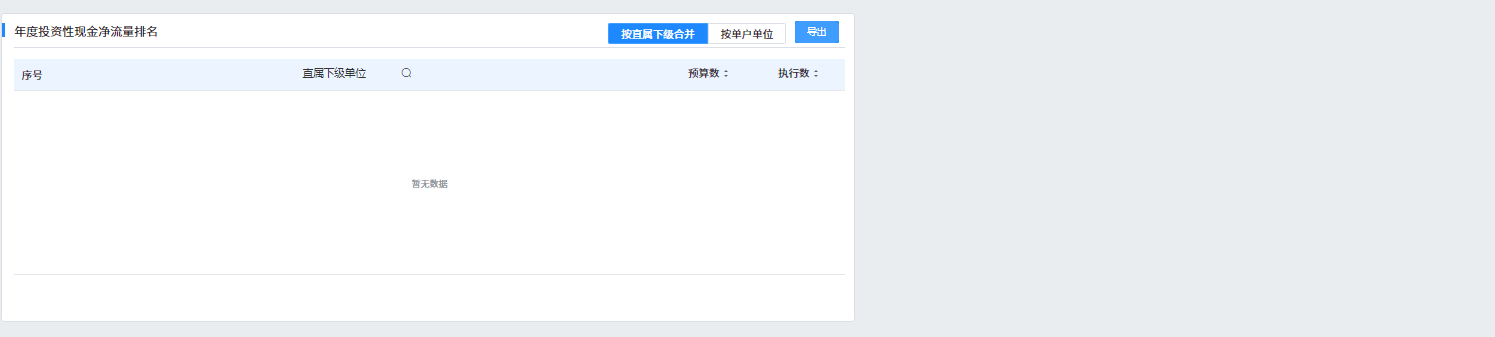 年度投资性现金净流量排名
按直属下级合并 按单户单位 导出
序号 直属下级单位 预算数 执行数
暂无数据